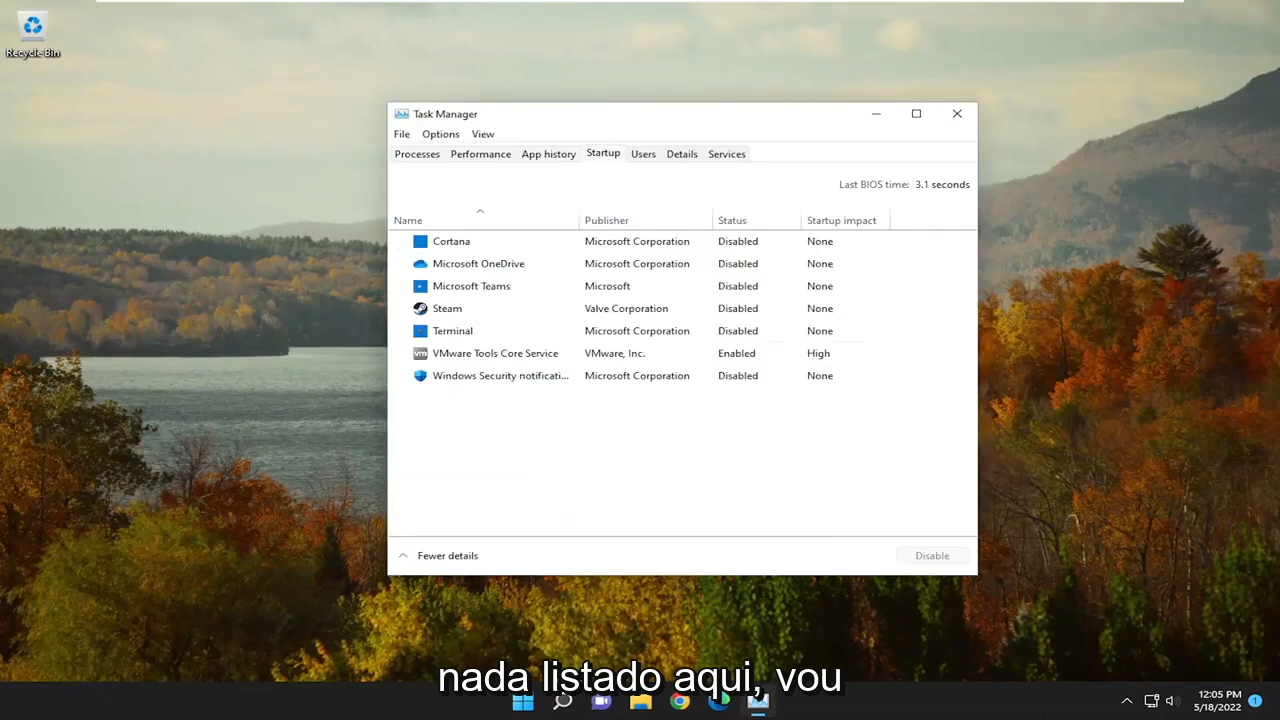 Recycle Bin
Task Manager
File Options View
Processes Performance App history Startup Users Details Services
Last BIOS time: 3.1 seconds
Name Publisher Status Startup impact
Cortana Microsoft Corporation Disabled None
Microsoft OneDrive Microsoft Corporation Disabled None
Microsoft Teams Microsoft Disabled None
Steam Valve Corporation Disabled None
Terminal Microsoft Corporation Disabled None
vm VMware Tools Core Service VMware, Inc. Enabled High
Windows Security notificati... Microsoft Corporation Disabled None
Fewer details Disable
nada listado aqui, vou
12:05 PM
5/18/2022
1